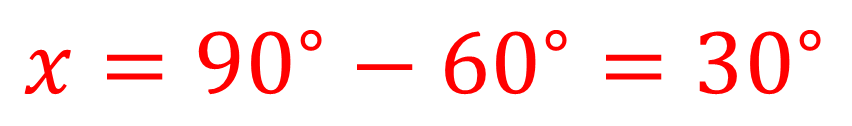 x = 90° − 60° = 30°